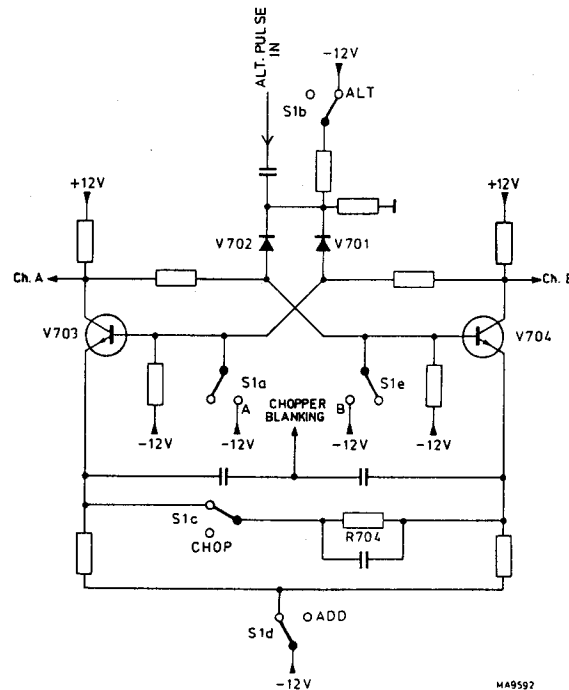 ALT. PULSE
IN
-12V
S1b
ALT
+12V
+12V
V702
V701
Ch. A
Ch. B
V703
V704
S1a
S1e
A
CHOPPER
BLANKING
B
-12V
-12V
-12V
-12V
S1c
CHOP
R704
S1d
ADD
-12V
MA9592